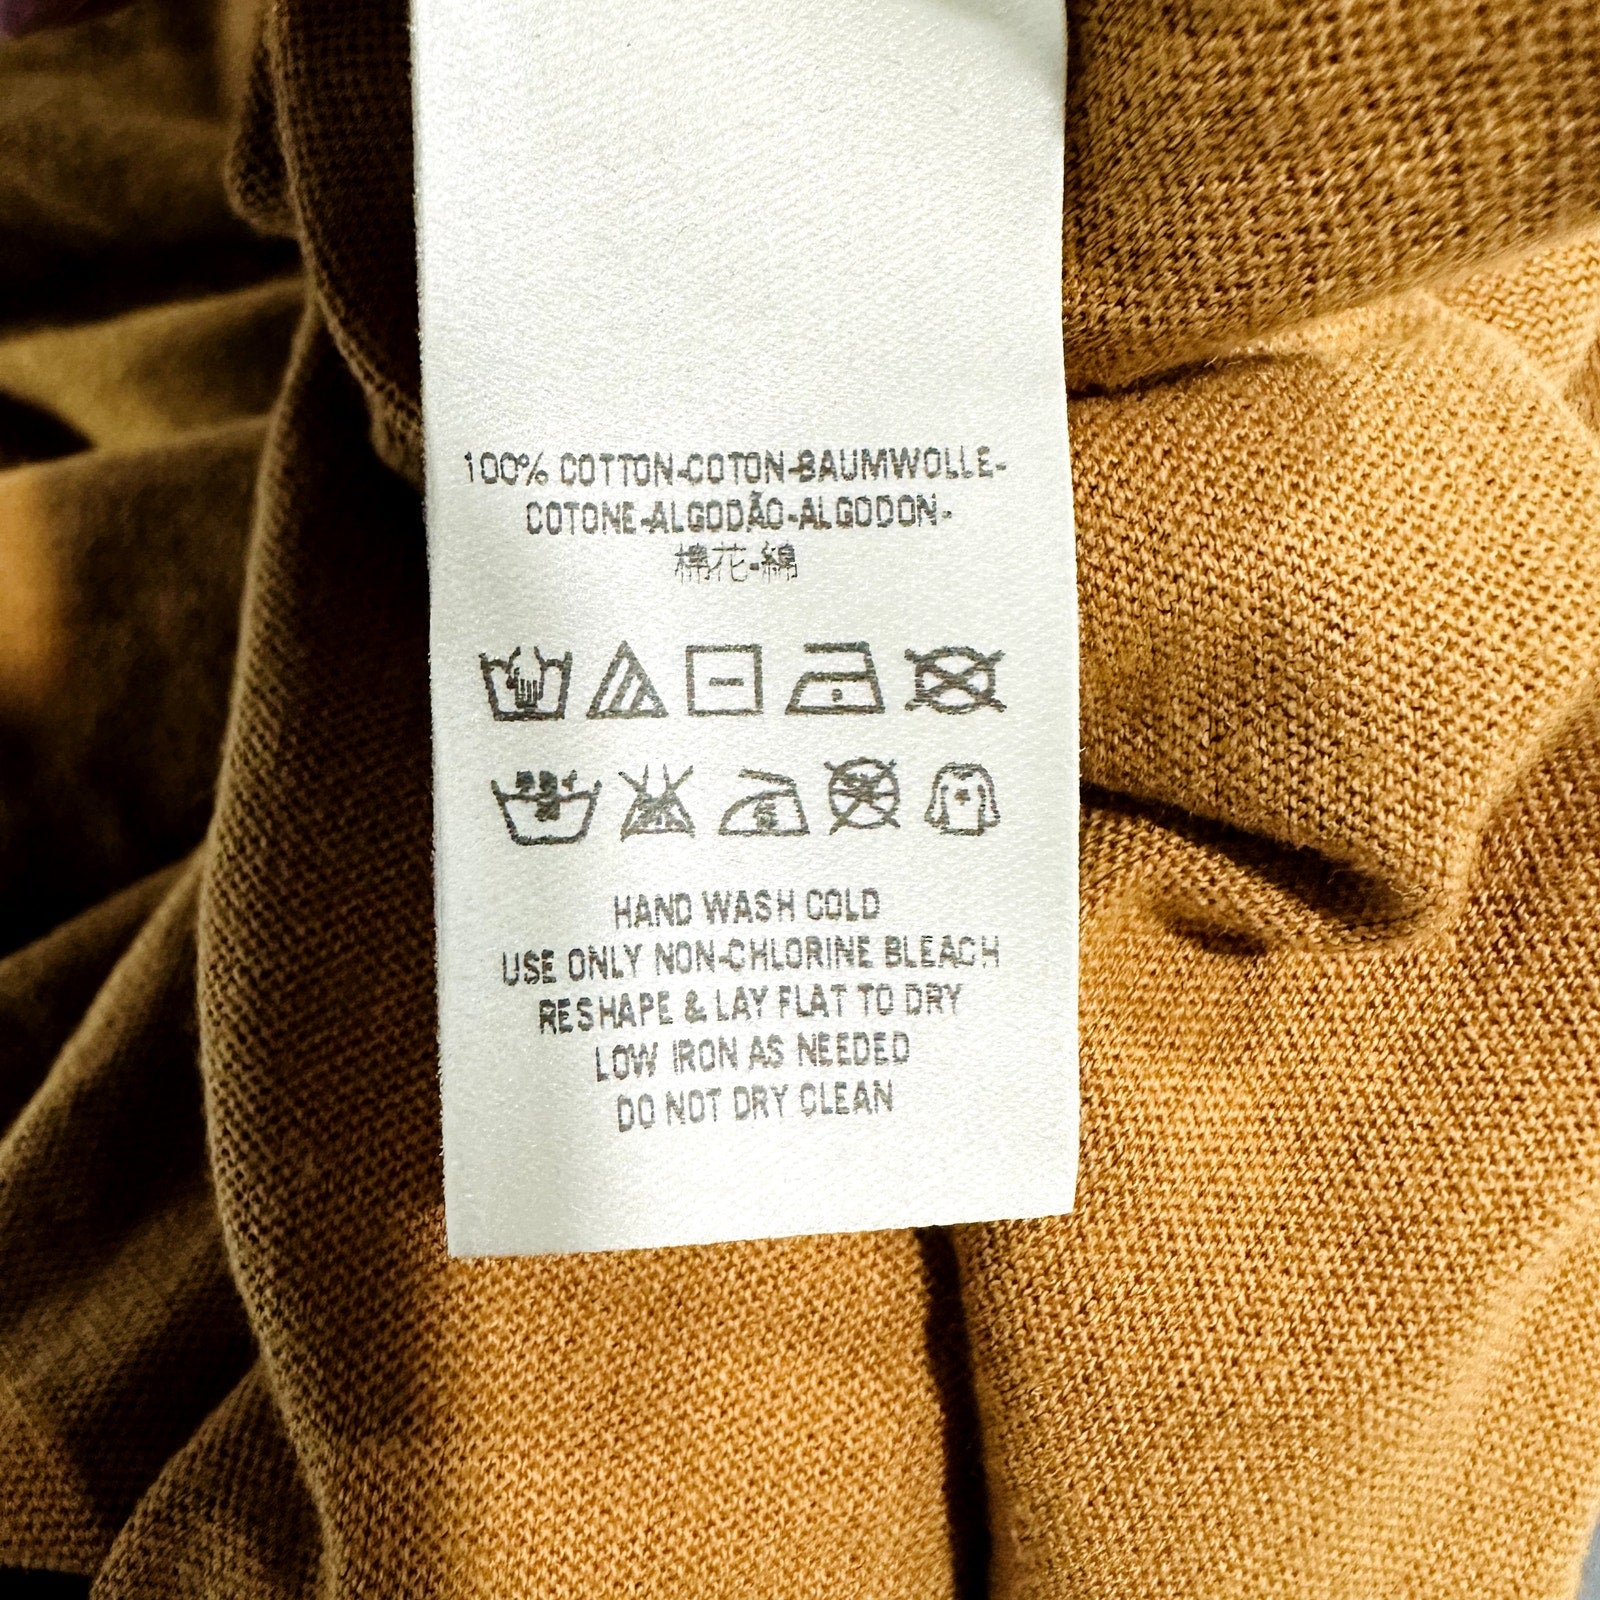 100% COTTON-COTON-BAUMWOLLE-
COTONE-ALGODÃO-ALGODON-
棉花-綿
HAND WASH COLD
USE ONLY NON-CHLORINE BLEACH
RESHAPE & LAY FLAT TO DRY
LOW IRON AS NEEDED
DO NOT DRY CLEAN